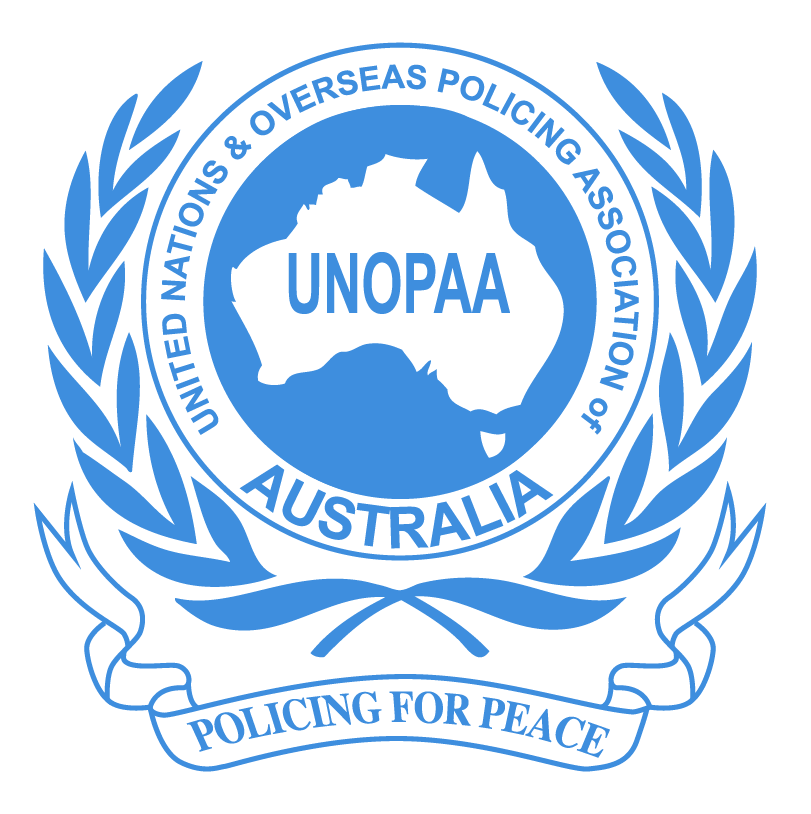 UNITED NATIONS & OVERSEAS POLICING ASSOCIATION of
AUSTRALIA
UNOPAA
POLICING FOR PEACE